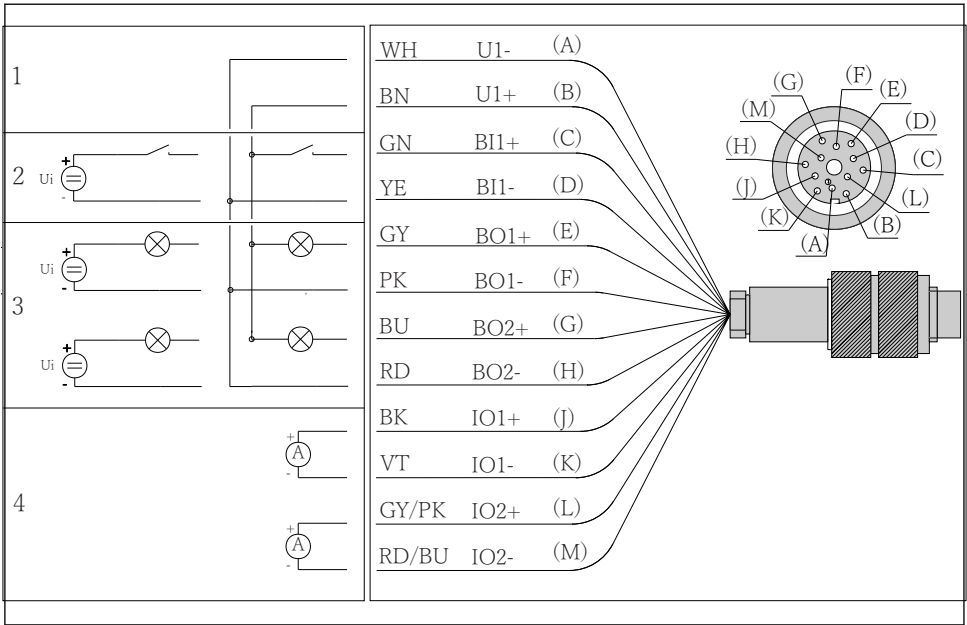 1
2
+
Ui
-
3
+
Ui
-
+
Ui
-
4
+
A
-
+
A
-
WH U1- (A)
BN U1+ (B)
GN BI1+ (C)
YE BI1- (D)
GY BO1+ (E)
PK BO1- (F)
BU BO2+ (G)
RD BO2- (H)
BK IO1+ (J)
VT IO1- (K)
GY/PK IO2+ (L)
RD/BU IO2- (M)
(G) (F) (E)
(M) (D)
(H) (C)
(J) (L)
(K) (B)
(A)